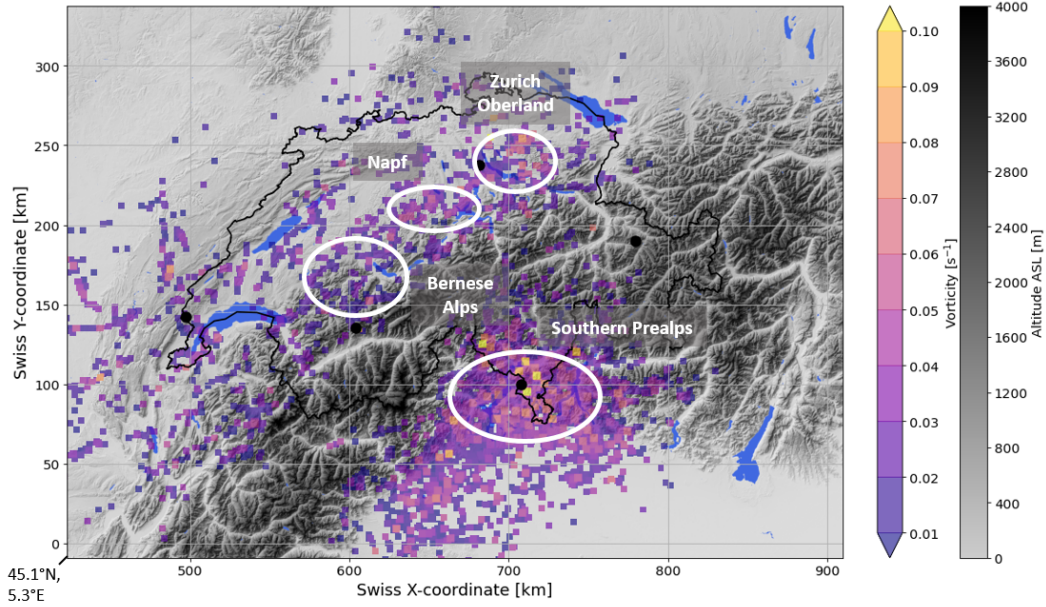 Zurich
Oberland
Napf
Bernese
Alps
Southern Prealps
300
250
200
150
100
50
0
500
600
700
800
900
Swiss Y-coordinate [km]
Swiss X-coordinate [km]
45.1°N,
5.3°E
0.10
0.09
0.08
0.07
0.06
0.05
0.04
0.03
0.02
0.01
Vorticity [s⁻¹]
4000
3600
3200
2800
2400
2000
1600
1200
800
400
0
Altitude ASL [m]